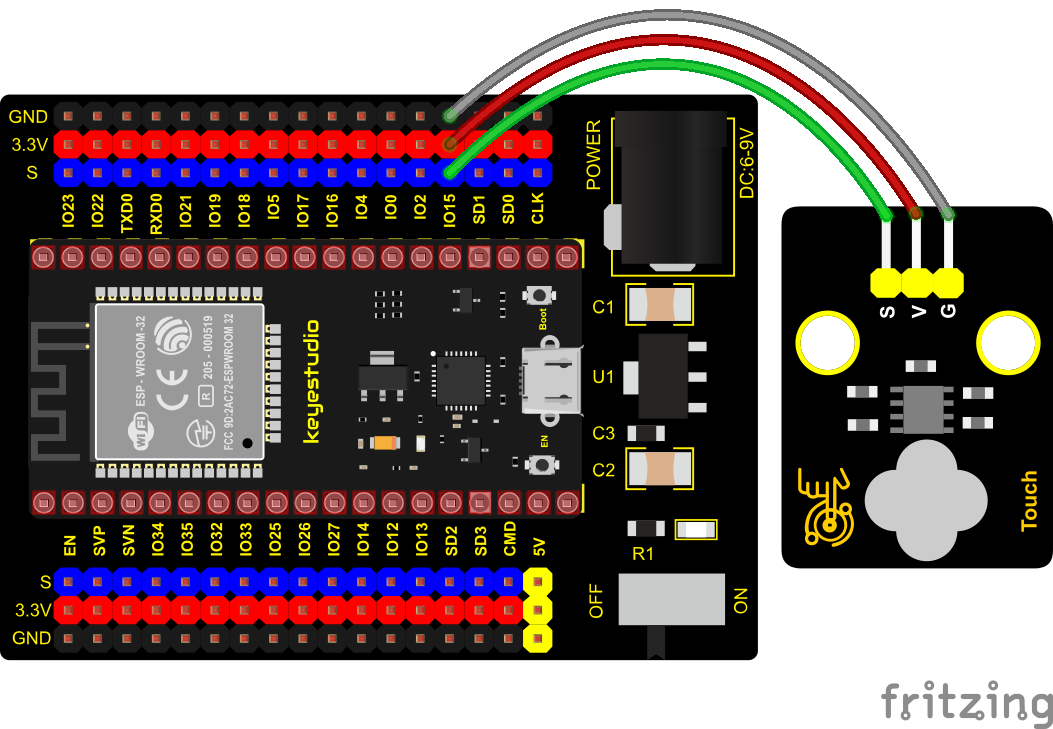 GND
3.3V
S
IO23
IO22
TXD0
RXD0
IO21
IO19
IO18
IO5
IO17
IO16
IO4
IO0
IO2
IO15
SD1
SD0
CLK
POWER
DC:6-9V
WiFi
ESP - WROOM-32
CE
R 205 - 000519
FCC 9D:2AC72-ESPWROOM 32
keyestudio
Boot
EN
C1
U1
C3
C2
R1
OFF
ON
EN
SVP
SVN
IO34
IO35
IO32
IO33
IO25
IO26
IO27
IO14
IO12
IO13
SD2
SD3
CMD
5V
S
3.3V
GND
S
V
G
Touch
fritzing